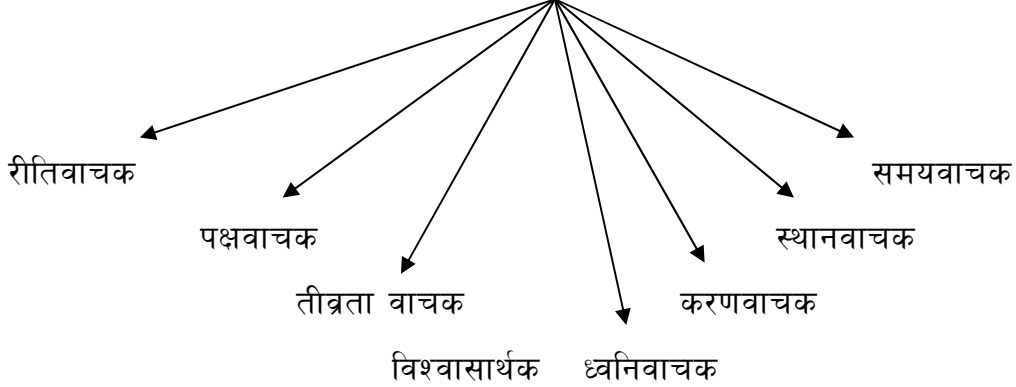 रीतिवाचक समयवाचक
पक्षवाचक स्थानवाचक
तीव्रता वाचक करणवाचक
विश्वासार्थक ध्वनिवाचक